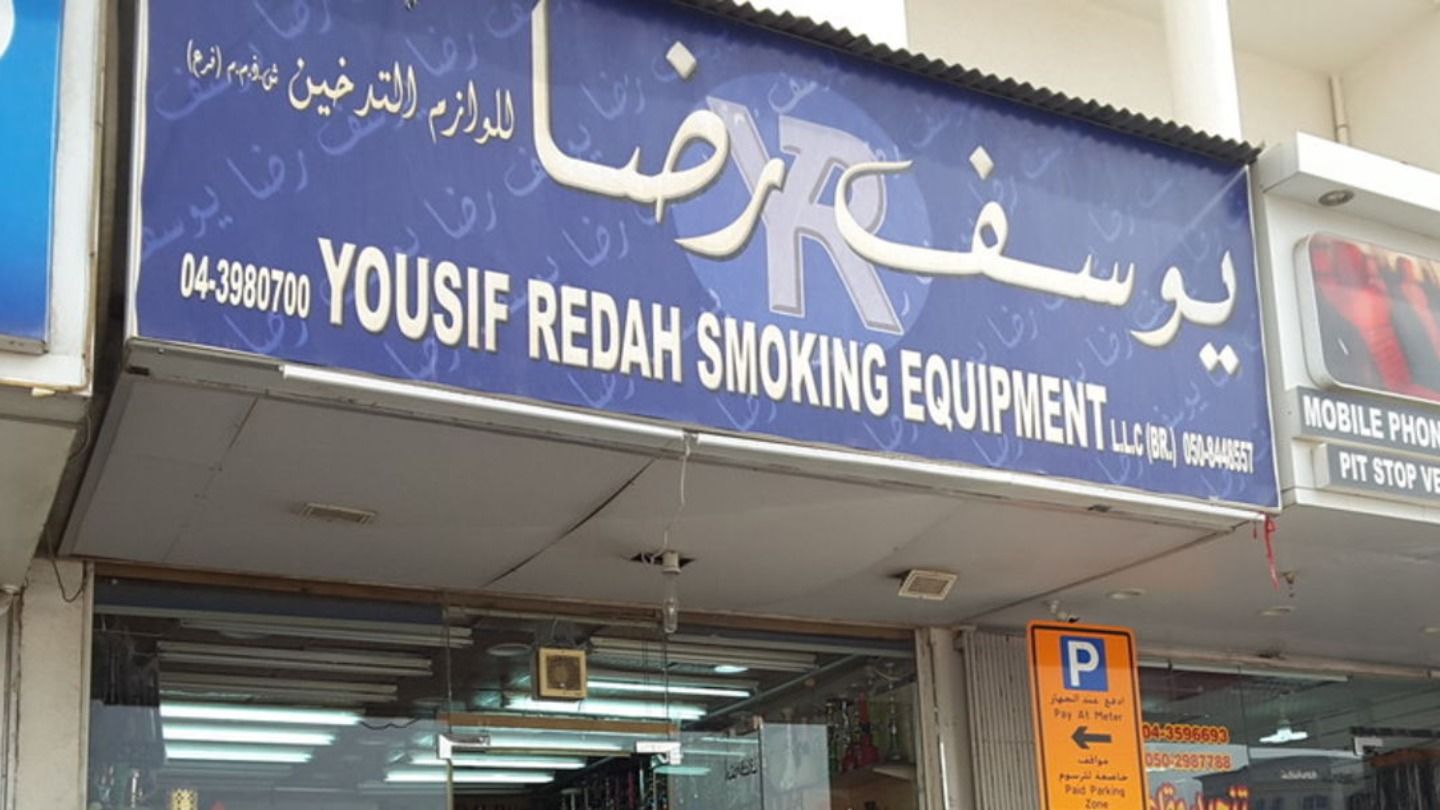 يوسف رضا
للوازم التدخين ش.ذ.م.م (فرع)
YR
04-3980700 YOUSIF REDAH SMOKING EQUIPMENT L.L.C (BR.) 050-8448557
MOBILE PHON
PIT STOP VE
P
ادفع عند الجهاز
Pay At Meter
مواقف
خاضعة للرسوم
Paid Parking
Zone
04-3596693
050-2987788